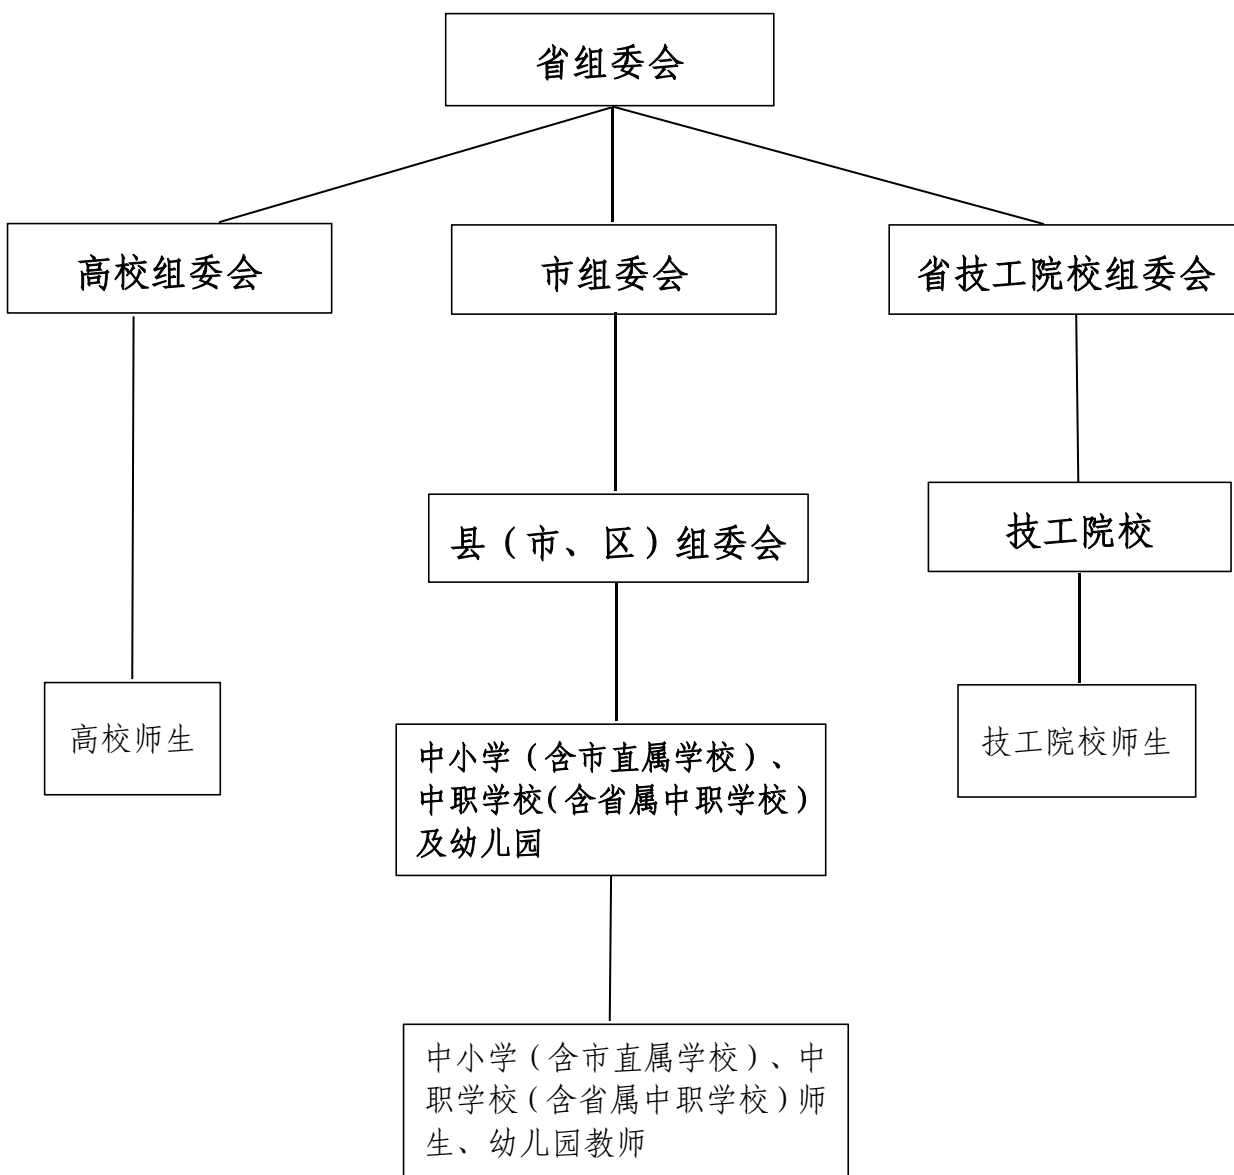 省组委会
高校组委会
市组委会
省技工院校组委会
县（市、区）组委会
技工院校
高校师生
中小学（含市直属学校）、
中职学校（含省属中职学校）
及幼儿园
技工院校师生
中小学（含市直属学校）、中
职学校（含省属中职学校）师
生、幼儿园教师